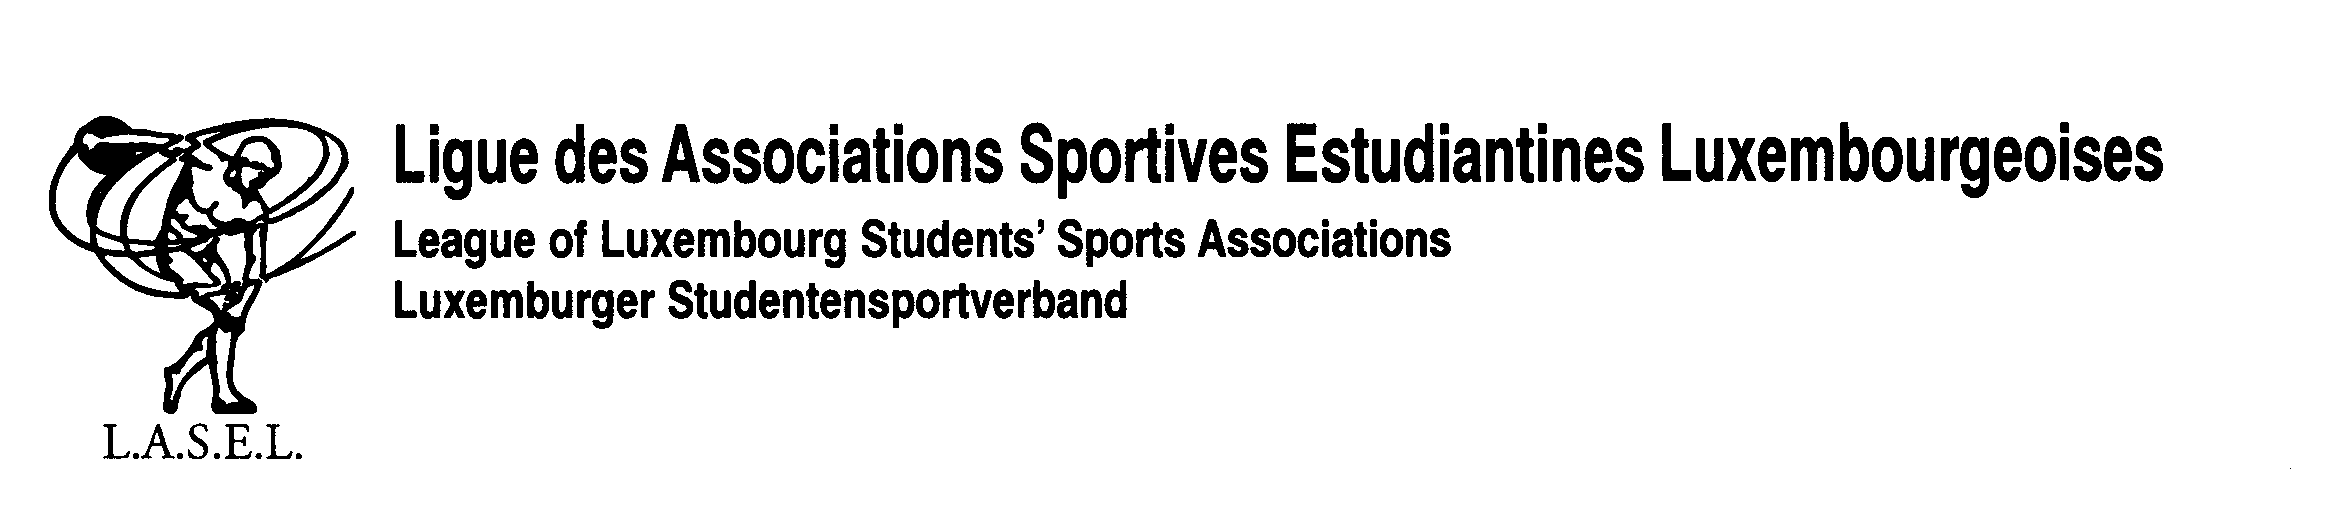 Ligue des Associations Sportives Estudiantines Luxembourgeoises
League of Luxembourg Students' Sports Associations
Luxemburger Studentensportverband
L.A.S.E.L.